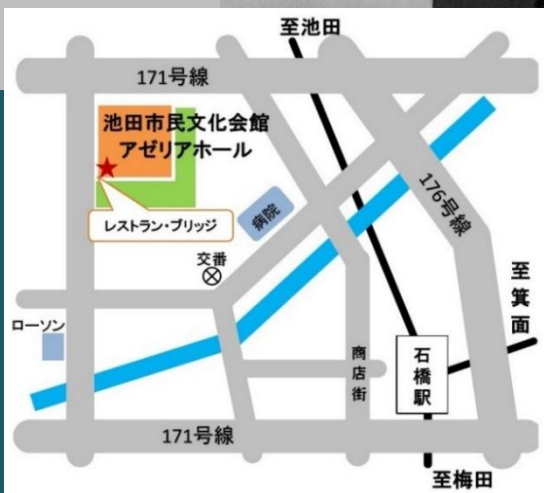 至池田
171号線
池田市民文化会館
アゼリアホール
レストラン・ブリッジ
病院
176号線
交番
至箕面
ローソン
商店街
石橋駅
171号線
至梅田